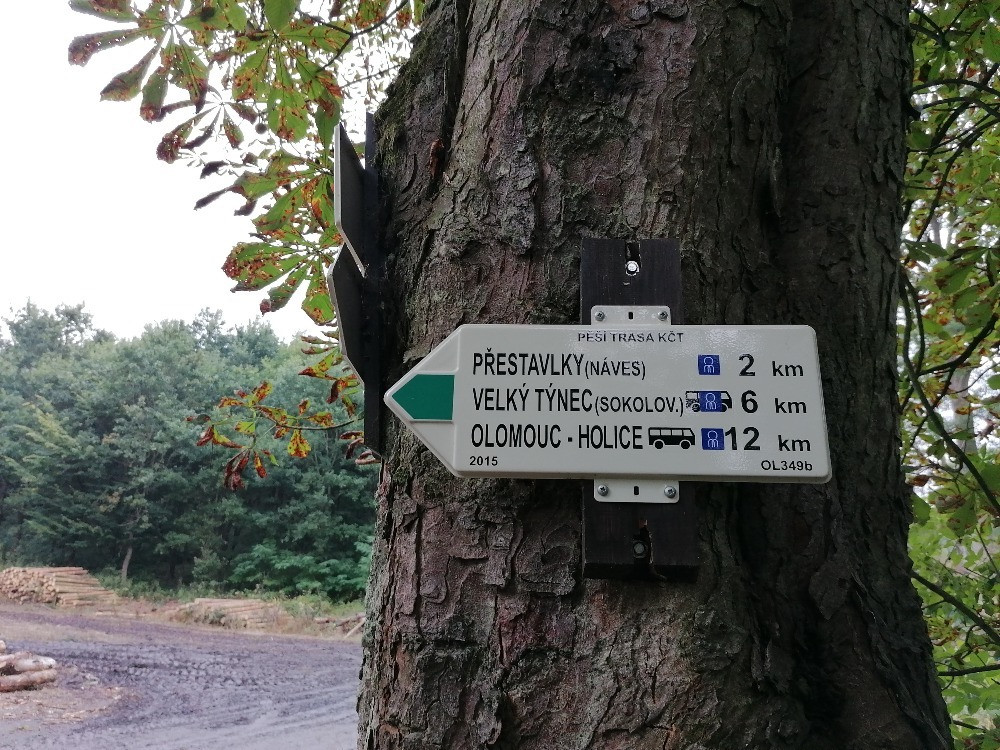 PĚŠÍ TRASA KČT
PŘESTAVLKY (NÁVES) 2 km
VELKÝ TÝNEC (SOKOLOV.) 6 km
OLOMOUC - HOLICE 12 km
2015 OL349b